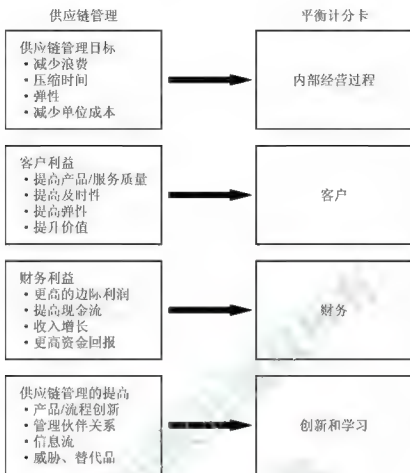 供应链管理
平衡计分卡
供应链管理目标
• 减少浪费
• 压缩时间
• 弹性
• 减少单位成本
内部经营过程
客户利益
• 提高产品/服务质量
• 提高及时性
• 提高弹性
• 提升价值
客户
财务利益
• 更高的边际利润
• 提高现金流
• 收入增长
• 更高资金回报
财务
供应链管理的提高
• 产品/流程创新
• 管理伙伴关系
• 信息流
• 威胁、替代品
创新和学习